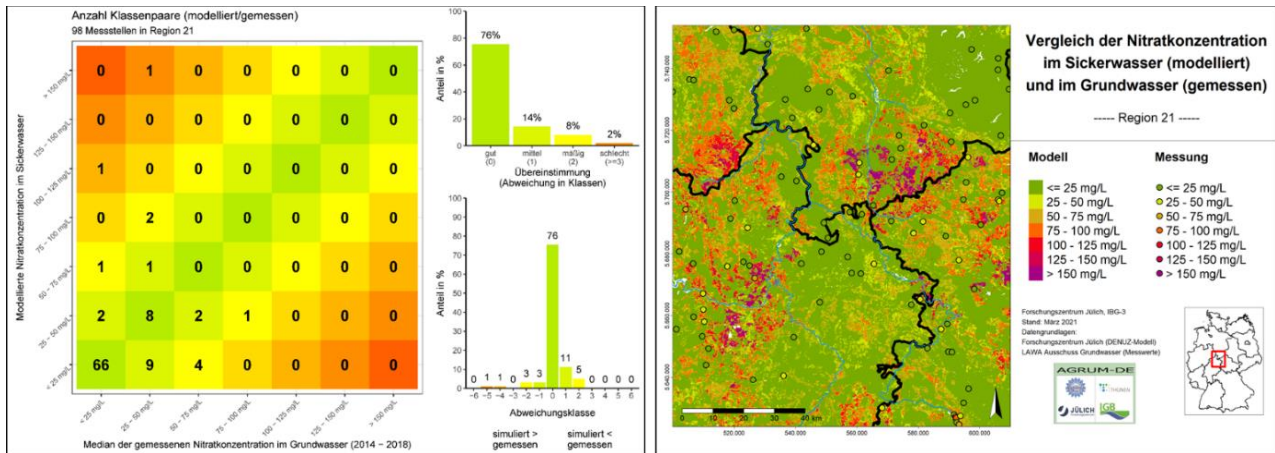 Anzahl Klassenpaare (modelliert/gemessen)
98 Messstellen in Region 21
Modellierte Nitratkonzentration im Sickerwasser
> 150 mg/L
125 – 150 mg/L
100 – 125 mg/L
75 – 100 mg/L
50 – 75 mg/L
25 – 50 mg/L
< 25 mg/L
0 1 0 0 0 0 0
0 0 0 0 0 0 0
1 0 0 0 0 0 0
0 2 0 0 0 0 0
1 1 0 0 0 0 0
2 8 2 1 0 0 0
66 9 4 0 0 0 0
< 25 mg/L
25 – 50 mg/L
50 – 75 mg/L
75 – 100 mg/L
100 – 125 mg/L
125 – 150 mg/L
> 150 mg/L
Median der gemessenen Nitratkonzentration im Grundwasser (2014 – 2018)
Anteil in %
100
80
60
40
20
0
76%
14%
8%
2%
gut
(0)
mittel
(1)
mäßig
(2)
schlecht
(>=3)
Übereinstimmung
(Abweichung in Klassen)
Anteil in %
100
90
80
70
60
50
40
30
20
10
0
0 1 1 0 3 3 76 11 5 0 0 0 0
−6 −5 −4 −3 −2 −1 0 1 2 3 4 5 6
Abweichungsklasse
simuliert >
gemessen
simuliert <
gemessen
5.740.000
5.720.000
5.700.000
5.680.000
5.660.000
5.640.000
0 10 20 40 km
520.000
540.000
560.000
580.000
600.000
Vergleich der Nitratkonzentration
im Sickerwasser (modelliert)
und im Grundwasser (gemessen)
----- Region 21 -----
Modell
<= 25 mg/L
25 - 50 mg/L
50 - 75 mg/L
75 - 100 mg/L
100 - 125 mg/L
125 - 150 mg/L
> 150 mg/L
Messung
<= 25 mg/L
25 - 50 mg/L
50 - 75 mg/L
75 - 100 mg/L
100 - 125 mg/L
125 - 150 mg/L
> 150 mg/L
Forschungszentrum Jülich, IBG-3
Stand: März 2021
Datengrundlagen:
Forschungszentrum Jülich (DENUZ-Modell)
LAWA Ausschuss Grundwasser (Messwerte)
AGRUM-DE
THÜNEN
JÜLICH
IGB